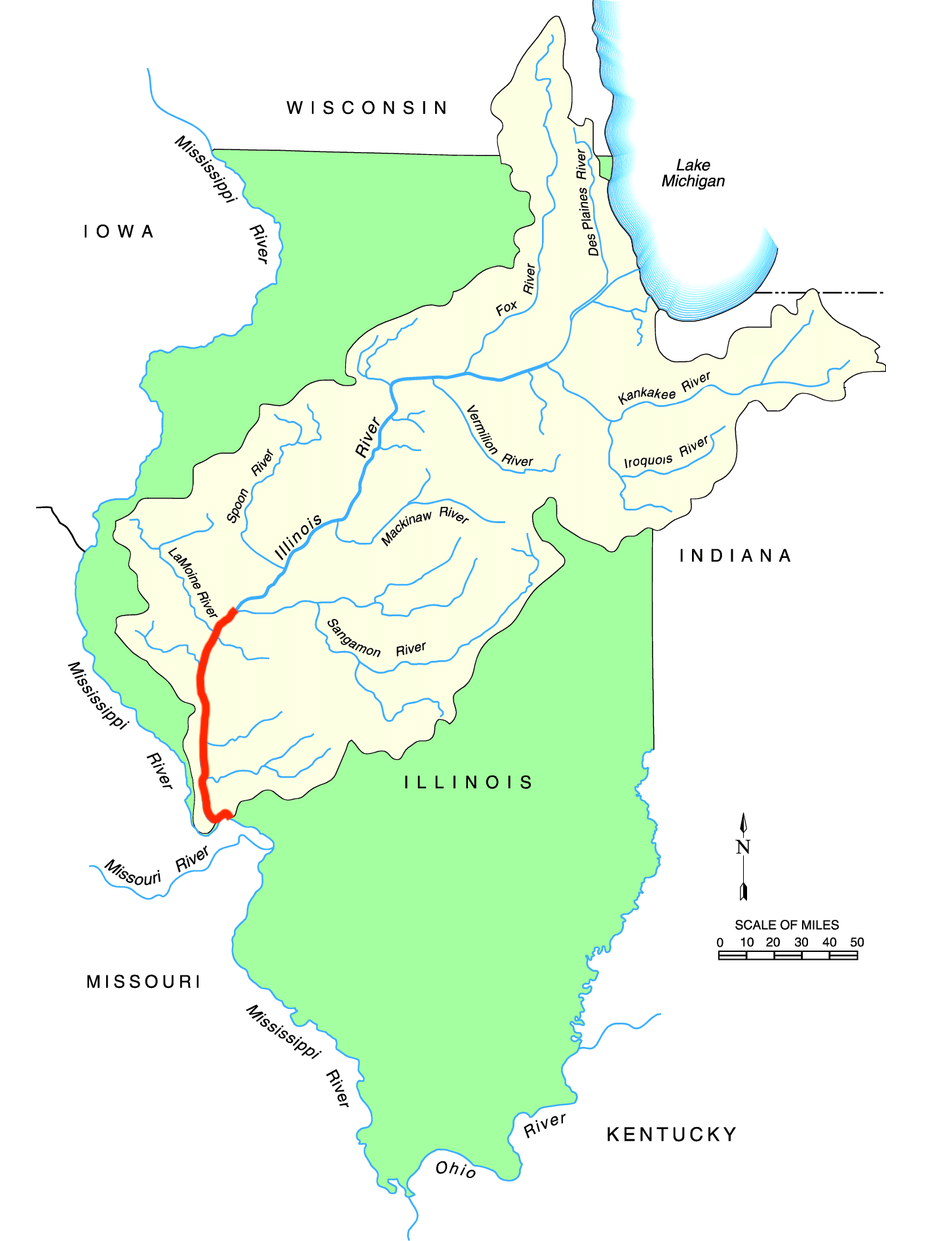 WISCONSIN
Mississippi
River
Lake
Michigan
IOWA
Des Plaines River
Fox
River
Kankakee River
Vermilion River
Iroquois River
River
Illinois
Spoon
River
Mackinaw River
LaMoine River
INDIANA
Sangamon River
Mississippi
River
ILLINOIS
Missouri River
N
SCALE OF MILES
0 10 20 30 40 50
MISSOURI
Mississippi
River
River
Ohio
KENTUCKY